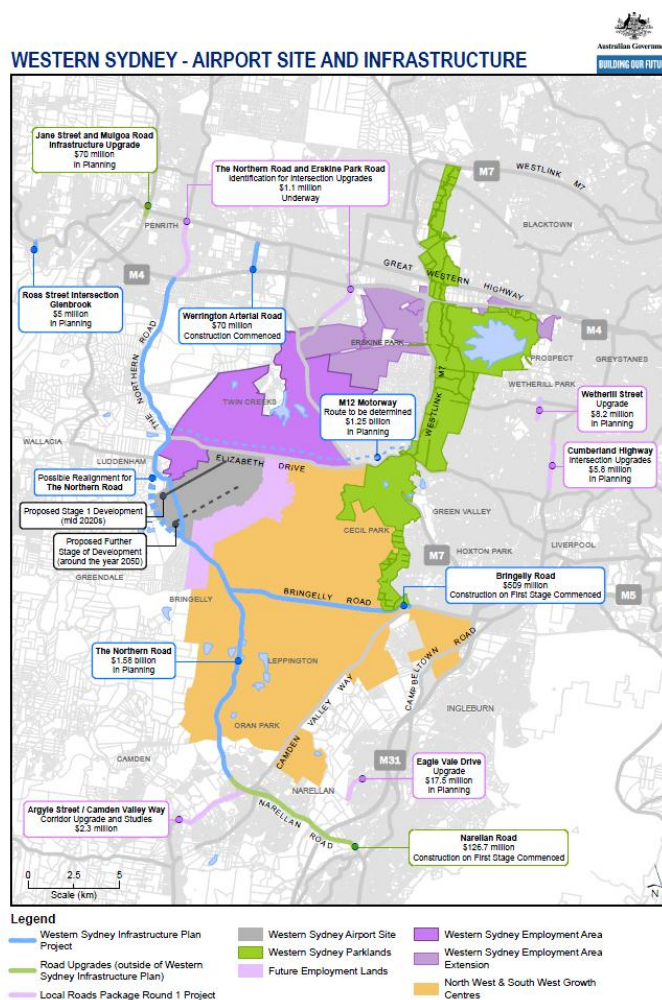 Australian Government
BUILDING OUR FUTURE
WESTERN SYDNEY - AIRPORT SITE AND INFRASTRUCTURE
Jane Street and Mulgoa Road
Infrastructure Upgrade
$70 million
In Planning
The Northern Road and Erskine Park Road
Identification for Intersection Upgrades
$1.1 million
Underway
M7
WESTLINK M7
BLACKTOWN
PENRITH
M4
GREAT WESTERN HIGHWAY
Ross Street Intersection
Glenbrook
$5 million
In Planning
Werrington Arterial Road
$70 million
Construction Commenced
M4
ERSKINE PARK
PROSPECT
GREYSTANES
WETHERILL PARK
THE NORTHERN ROAD
TWIN CREEKS
M12 Motorway
Route to be determined
$1.25 billion
In Planning
WESTLINK M7
Wetherill Street
Upgrade
$8.2 million
In Planning
WALLACIA
LUDDENHAM
ELIZABETH DRIVE
Cumberland Highway
Intersection Upgrades
$5.8 million
In Planning
Possible Realignment for
The Northern Road
Proposed Stage 1 Development
(mid 2020s)
Proposed Further
Stage of Development
(around the year 2050)
GREEN VALLEY
CECIL PARK
LIVERPOOL
HOXTON PARK
M7
GREENDALE
BRINGELLY
BRINGELLY ROAD
Bringelly Road
$509 million
Construction on First Stage Commenced
M5
The Northern Road
$1.58 billion
In Planning
LEPPINGTON
CAMDEN VALLEY WAY
CAMPBELTOWN ROAD
INGLEBURN
ORAN PARK
CAMDEN
M31
NARELLAN
Eagle Vale Drive
Upgrade
$17.5 million
In Planning
Argyle Street / Camden Valley Way
Corridor Upgrade and Studies
$2.3 million
NARELLAN ROAD
Narellan Road
$126.7 million
Construction on First Stage Commenced
0 2.5 5
Scale (km)
N
Legend
Western Sydney Infrastructure Plan
Project
Road Upgrades (outside of Western
Sydney Infrastructure Plan)
Local Roads Package Round 1 Project
Western Sydney Airport Site
Western Sydney Parklands
Future Employment Lands
Western Sydney Employment Area
Western Sydney Employment Area
Extension
North West & South West Growth
Centres